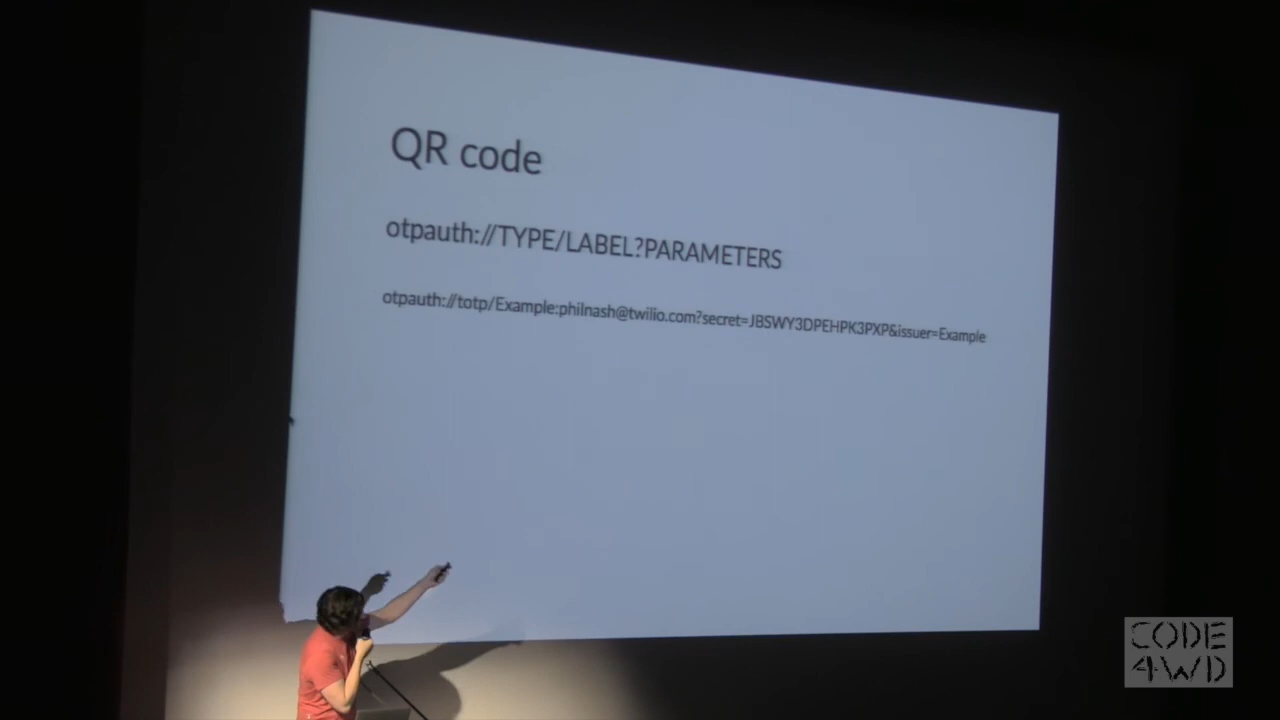 QR code
otpauth://TYPE/LABEL?PARAMETERS
otpauth://totp/Example:philnash@twilio.com?secret=JBSWY3DPEHPK3PXP&issuer=Example
CODE
4WD